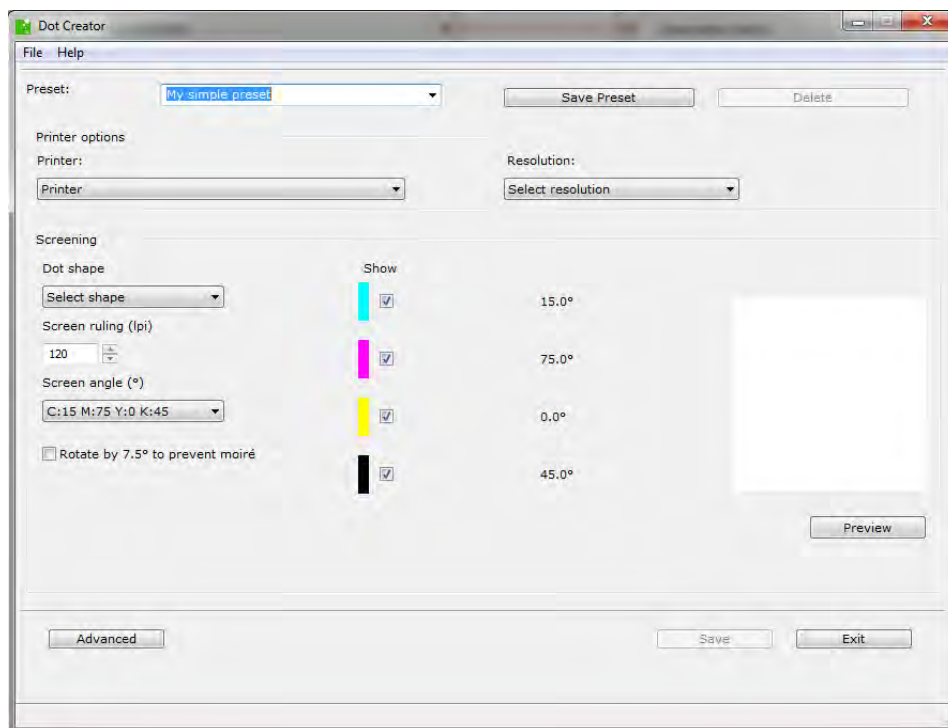 Dot Creator
File Help
Preset: My simple preset Save Preset Delete
Printer options
Printer: Resolution:
Printer Select resolution
Screening
Dot shape Show
Select shape 15.0°
Screen ruling (lpi)
120 75.0°
Screen angle (°)
C:15 M:75 Y:0 K:45 0.0°
Rotate by 7.5° to prevent moiré
45.0°
Preview
Advanced Save Exit